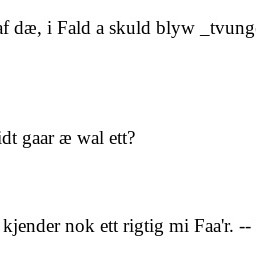 af dæ, i Fald a skuld blyw _tvung
idt gaar æ wal ett?
kjender nok ett rigtig mi Faa'r. --